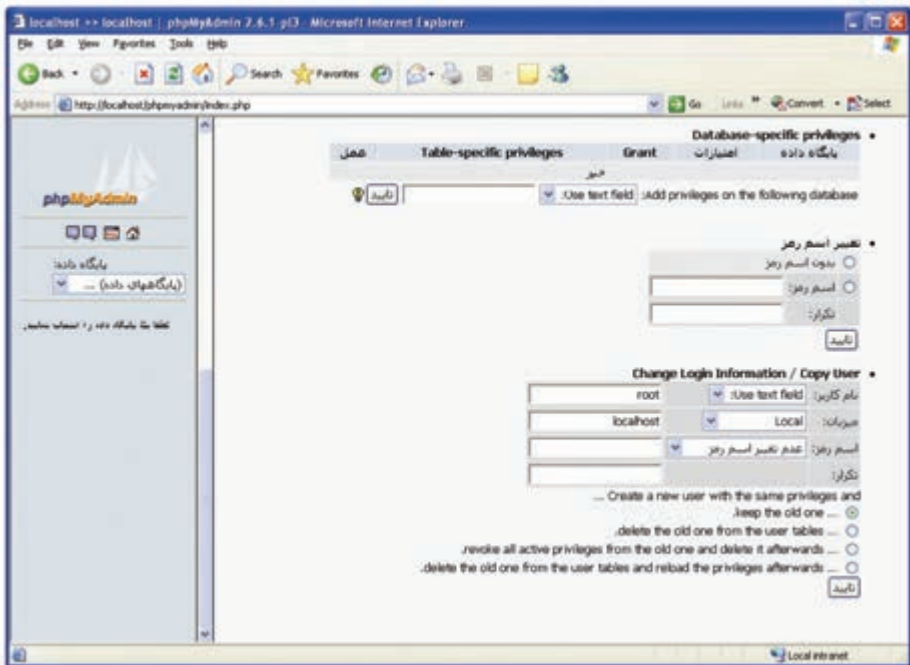 localhost >> localhost | phpMyAdmin 2.6.1-pl3 - Microsoft Internet Explorer
File Edit View Favorites Tools Help
Back Search Favorites
Address http://localhost/phpmyadmin/index.php Go Links » Convert Select
phpMyAdmin
پایگاه داده:
(پایگاههای داده) ...
لطفا یک پایگاه داده را انتخاب نمایید.
• Database-specific privileges
پایگاه داده اختیارات Grant Table-specific privileges عمل
خیر
Add privileges on the following database: Use text field: تایید
• تغییر اسم رمز
بدون اسم رمز
اسم رمز:
تکرار:
تایید
• Change Login Information / Copy User
نام کاربر: Use text field: root
میزبان: Local localhost
اسم رمز: عدم تغییر اسم رمز
تکرار:
Create a new user with the same privileges and ...
... keep the old one.
... delete the old one from the user tables.
... revoke all active privileges from the old one and delete it afterwards.
... delete the old one from the user tables and reload the privileges afterwards.
تایید
Local intranet